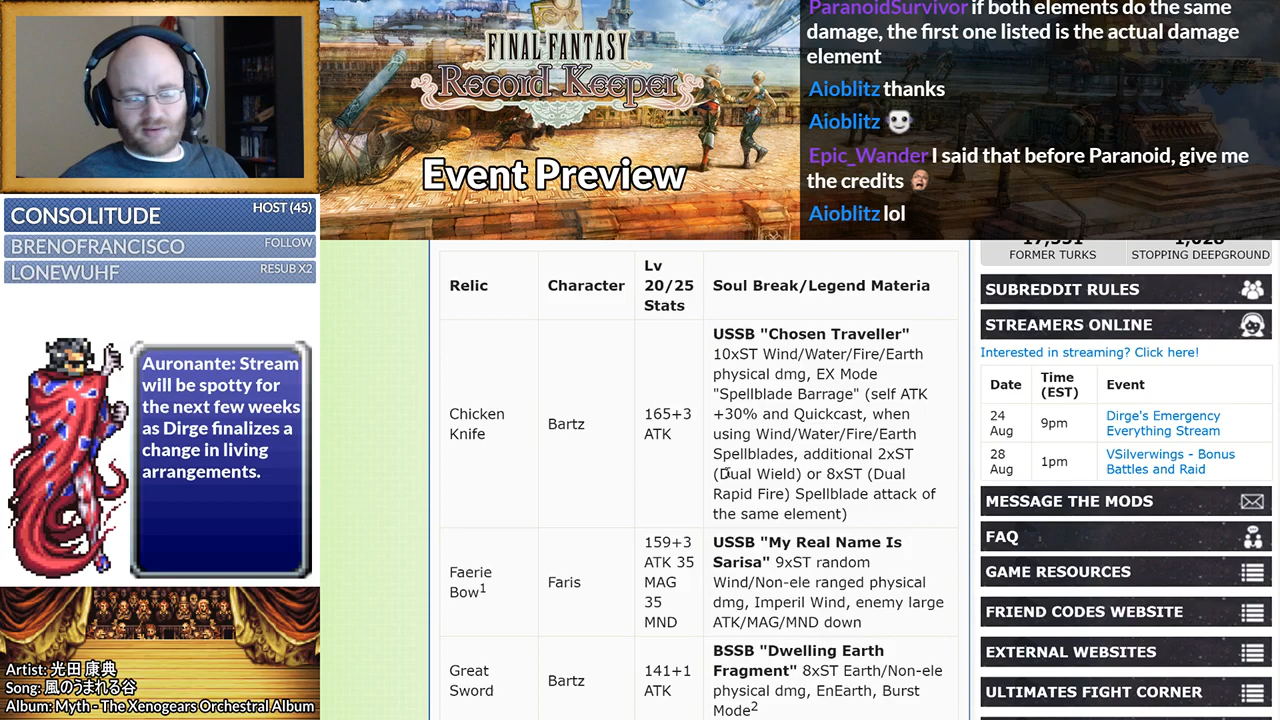 FINAL FANTASY
Record Keeper
Event Preview
ParanoidSurvivor if both elements do the same
damage, the first one listed is the actual damage
element
Aioblitz thanks
Aioblitz
Epic_Wander I said that before Paranoid, give me
the credits
Aioblitz lol
CONSOLITUDE HOST (45)
BRENOFRANCISCO FOLLOW
LONEWUHF RESUB X2
Auronante: Stream
will be spotty for
the next few weeks
as Dirge finalizes a
change in living
arrangements.
Artist: 光田 康典
Song: 風のうまれる谷
Album: Myth - The Xenogears Orchestral Album
Relic
Character
Lv
20/25
Stats
Soul Break/Legend Materia
Chicken
Knife
Bartz
165+3
ATK
USSB "Chosen Traveller"
10xST Wind/Water/Fire/Earth
physical dmg, EX Mode
"Spellblade Barrage" (self ATK
+30% and Quickcast, when
using Wind/Water/Fire/Earth
Spellblades, additional 2xST
(Dual Wield) or 8xST (Dual
Rapid Fire) Spellblade attack of
the same element)
Faerie
Bow1
Faris
159+3
ATK 35
MAG
35
MND
USSB "My Real Name Is
Sarisa" 9xST random
Wind/Non-ele ranged physical
dmg, Imperil Wind, enemy large
ATK/MAG/MND down
Great
Sword
Bartz
141+1
ATK
BSSB "Dwelling Earth
Fragment" 8xST Earth/Non-ele
physical dmg, EnEarth, Burst
Mode2
FORMER TURKS
STOPPING DEEPGROUND
SUBREDDIT RULES
STREAMERS ONLINE
Interested in streaming? Click here!
Date
Time
(EST)
Event
24
Aug
9pm
Dirge's Emergency
Everything Stream
28
Aug
1pm
VSilverwings - Bonus
Battles and Raid
MESSAGE THE MODS
FAQ
GAME RESOURCES
FRIEND CODES WEBSITE
EXTERNAL WEBSITES
ULTIMATES FIGHT CORNER